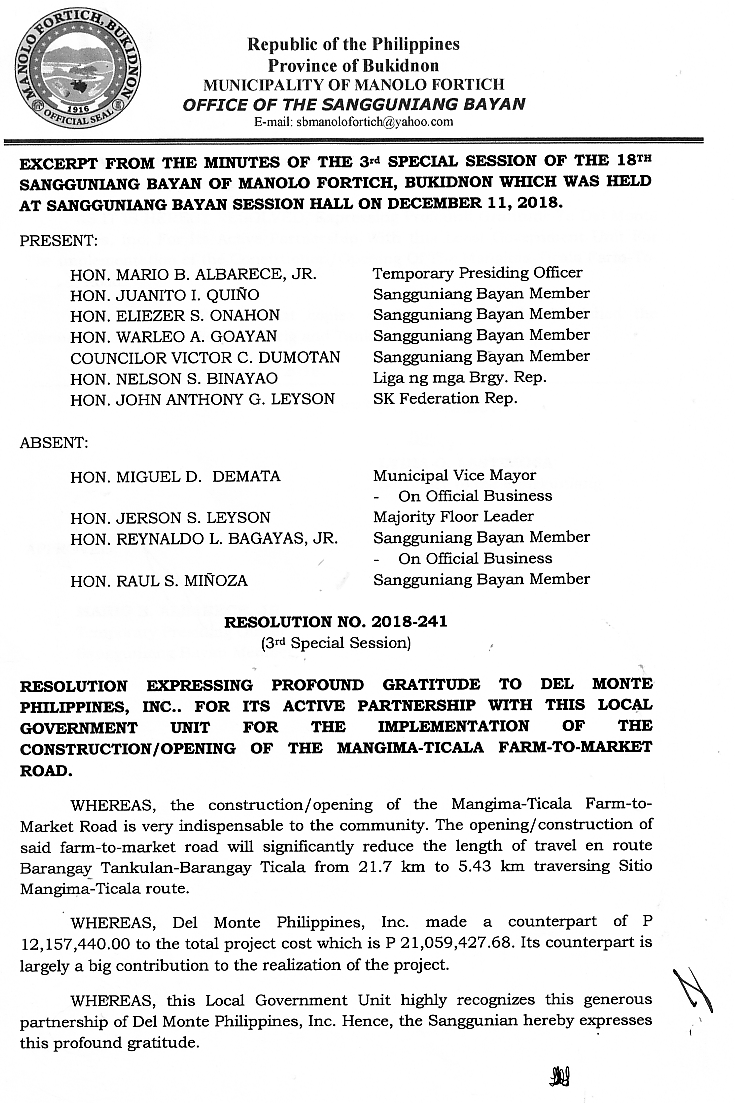 MANOLO FORTICH, BUKIDNON
1916
OFFICIAL SEAL
Republic of the Philippines
Province of Bukidnon
MUNICIPALITY OF MANOLO FORTICH
OFFICE OF THE SANGGUNIANG BAYAN
E-mail: sbmanolofortich@yahoo.com
EXCERPT FROM THE MINUTES OF THE 3rd SPECIAL SESSION OF THE 18TH
SANGGUNIANG BAYAN OF MANOLO FORTICH, BUKIDNON WHICH WAS HELD
AT SANGGUNIANG BAYAN SESSION HALL ON DECEMBER 11, 2018.
PRESENT:
HON. MARIO B. ALBARECE, JR. Temporary Presiding Officer
HON. JUANITO I. QUIÑO Sangguniang Bayan Member
HON. ELIEZER S. ONAHON Sangguniang Bayan Member
HON. WARLEO A. GOAYAN Sangguniang Bayan Member
COUNCILOR VICTOR C. DUMOTAN Sangguniang Bayan Member
HON. NELSON S. BINAYAO Liga ng mga Brgy. Rep.
HON. JOHN ANTHONY G. LEYSON SK Federation Rep.
ABSENT:
HON. MIGUEL D. DEMATA Municipal Vice Mayor
- On Official Business
HON. JERSON S. LEYSON Majority Floor Leader
HON. REYNALDO L. BAGAYAS, JR. Sangguniang Bayan Member
- On Official Business
HON. RAUL S. MIÑOZA Sangguniang Bayan Member
RESOLUTION NO. 2018-241
(3rd Special Session)
RESOLUTION EXPRESSING PROFOUND GRATITUDE TO DEL MONTE
PHILIPPINES, INC.. FOR ITS ACTIVE PARTNERSHIP WITH THIS LOCAL
GOVERNMENT UNIT FOR THE IMPLEMENTATION OF THE
CONSTRUCTION/OPENING OF THE MANGIMA-TICALA FARM-TO-MARKET
ROAD.
WHEREAS, the construction/opening of the Mangima-Ticala Farm-to-
Market Road is very indispensable to the community. The opening/construction of
said farm-to-market road will significantly reduce the length of travel en route
Barangay Tankulan-Barangay Ticala from 21.7 km to 5.43 km traversing Sitio
Mangima-Ticala route.
WHEREAS, Del Monte Philippines, Inc. made a counterpart of P
12,157,440.00 to the total project cost which is P 21,059,427.68. Its counterpart is
largely a big contribution to the realization of the project.
WHEREAS, this Local Government Unit highly recognizes this generous
partnership of Del Monte Philippines, Inc. Hence, the Sanggunian hereby expresses
this profound gratitude.